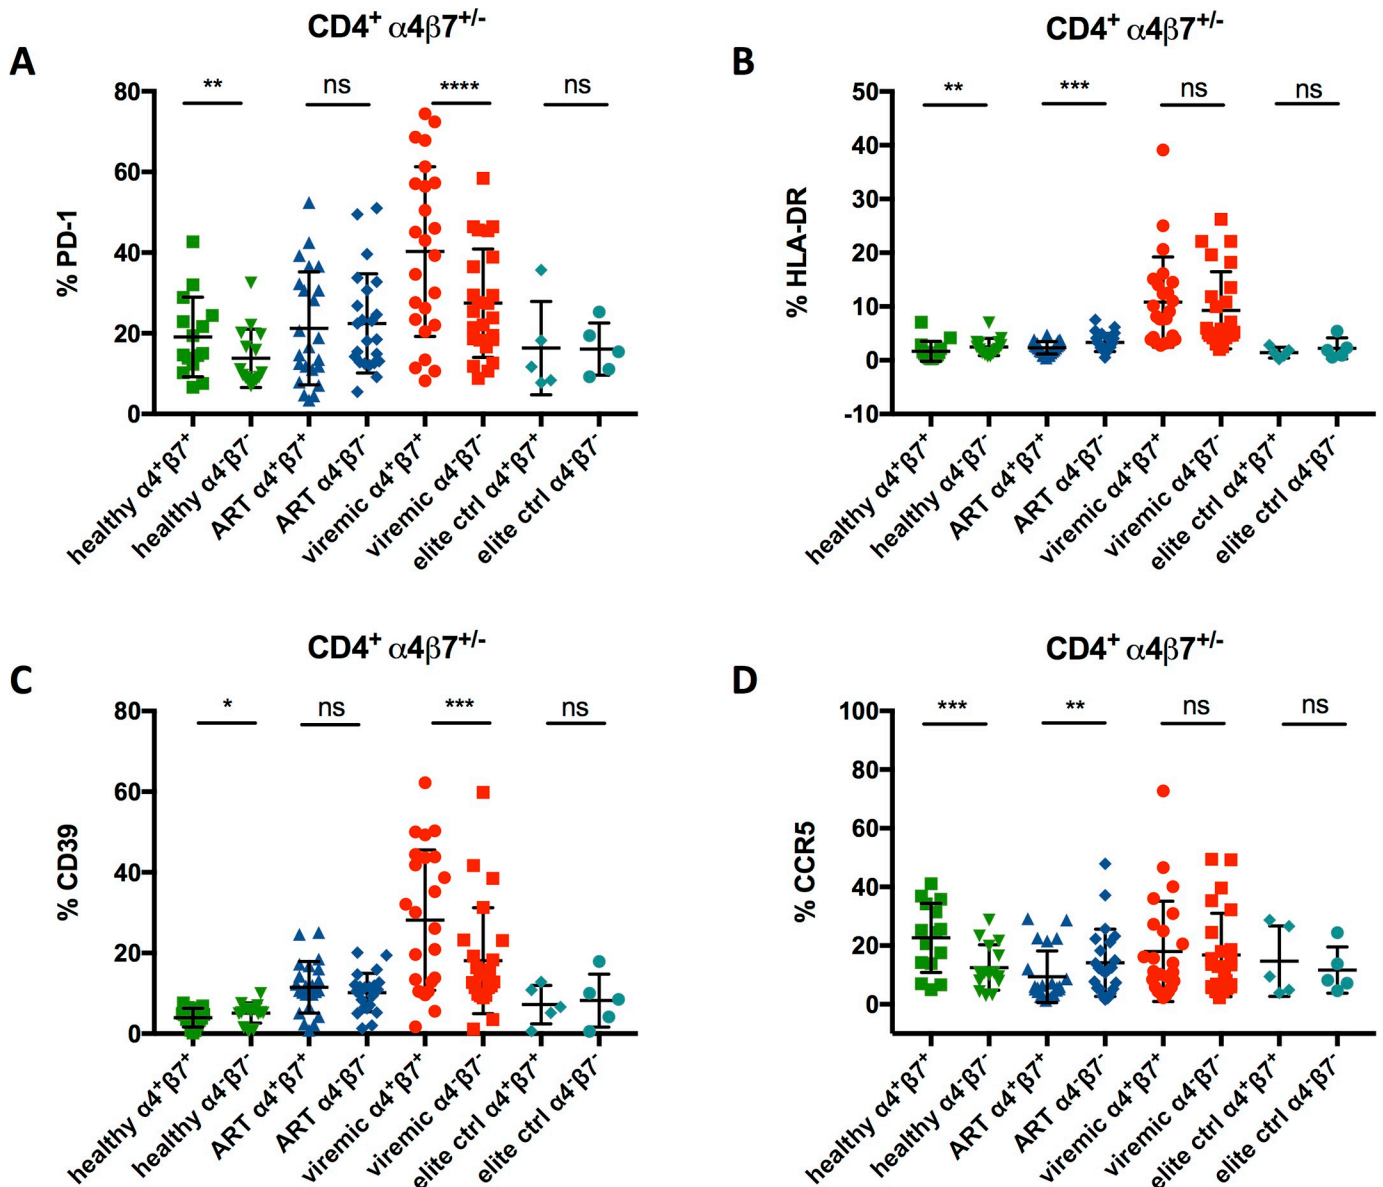 A
CD4⁺ α4β7⁺/⁻
% PD-1
80
60
40
20
0
** ns **** ns
healthy α4⁺β7⁺
healthy α4⁻β7⁻
ART α4⁺β7⁺
ART α4⁻β7⁻
viremic α4⁺β7⁺
viremic α4⁻β7⁻
elite ctrl α4⁺β7⁺
elite ctrl α4⁻β7⁻
B
CD4⁺ α4β7⁺/⁻
% HLA-DR
50
40
30
20
10
0
-10
** *** ns ns
healthy α4⁺β7⁺
healthy α4⁻β7⁻
ART α4⁺β7⁺
ART α4⁻β7⁻
viremic α4⁺β7⁺
viremic α4⁻β7⁻
elite ctrl α4⁺β7⁺
elite ctrl α4⁻β7⁻
C
CD4⁺ α4β7⁺/⁻
% CD39
80
60
40
20
0
* ns *** ns
healthy α4⁺β7⁺
healthy α4⁻β7⁻
ART α4⁺β7⁺
ART α4⁻β7⁻
viremic α4⁺β7⁺
viremic α4⁻β7⁻
elite ctrl α4⁺β7⁺
elite ctrl α4⁻β7⁻
D
CD4⁺ α4β7⁺/⁻
% CCR5
100
80
60
40
20
0
*** ** ns ns
healthy α4⁺β7⁺
healthy α4⁻β7⁻
ART α4⁺β7⁺
ART α4⁻β7⁻
viremic α4⁺β7⁺
viremic α4⁻β7⁻
elite ctrl α4⁺β7⁺
elite ctrl α4⁻β7⁻